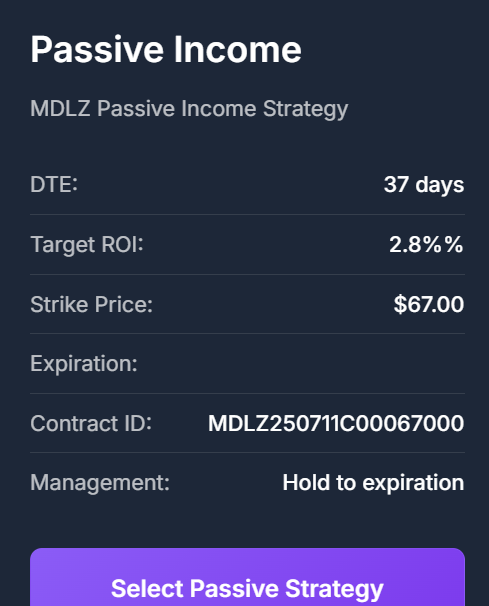 Passive Income
MDLZ Passive Income Strategy
DTE: 37 days
Target ROI: 2.8%%
Strike Price: $67.00
Expiration:
Contract ID: MDLZ250711C00067000
Management: Hold to expiration
Select Passive Strategy